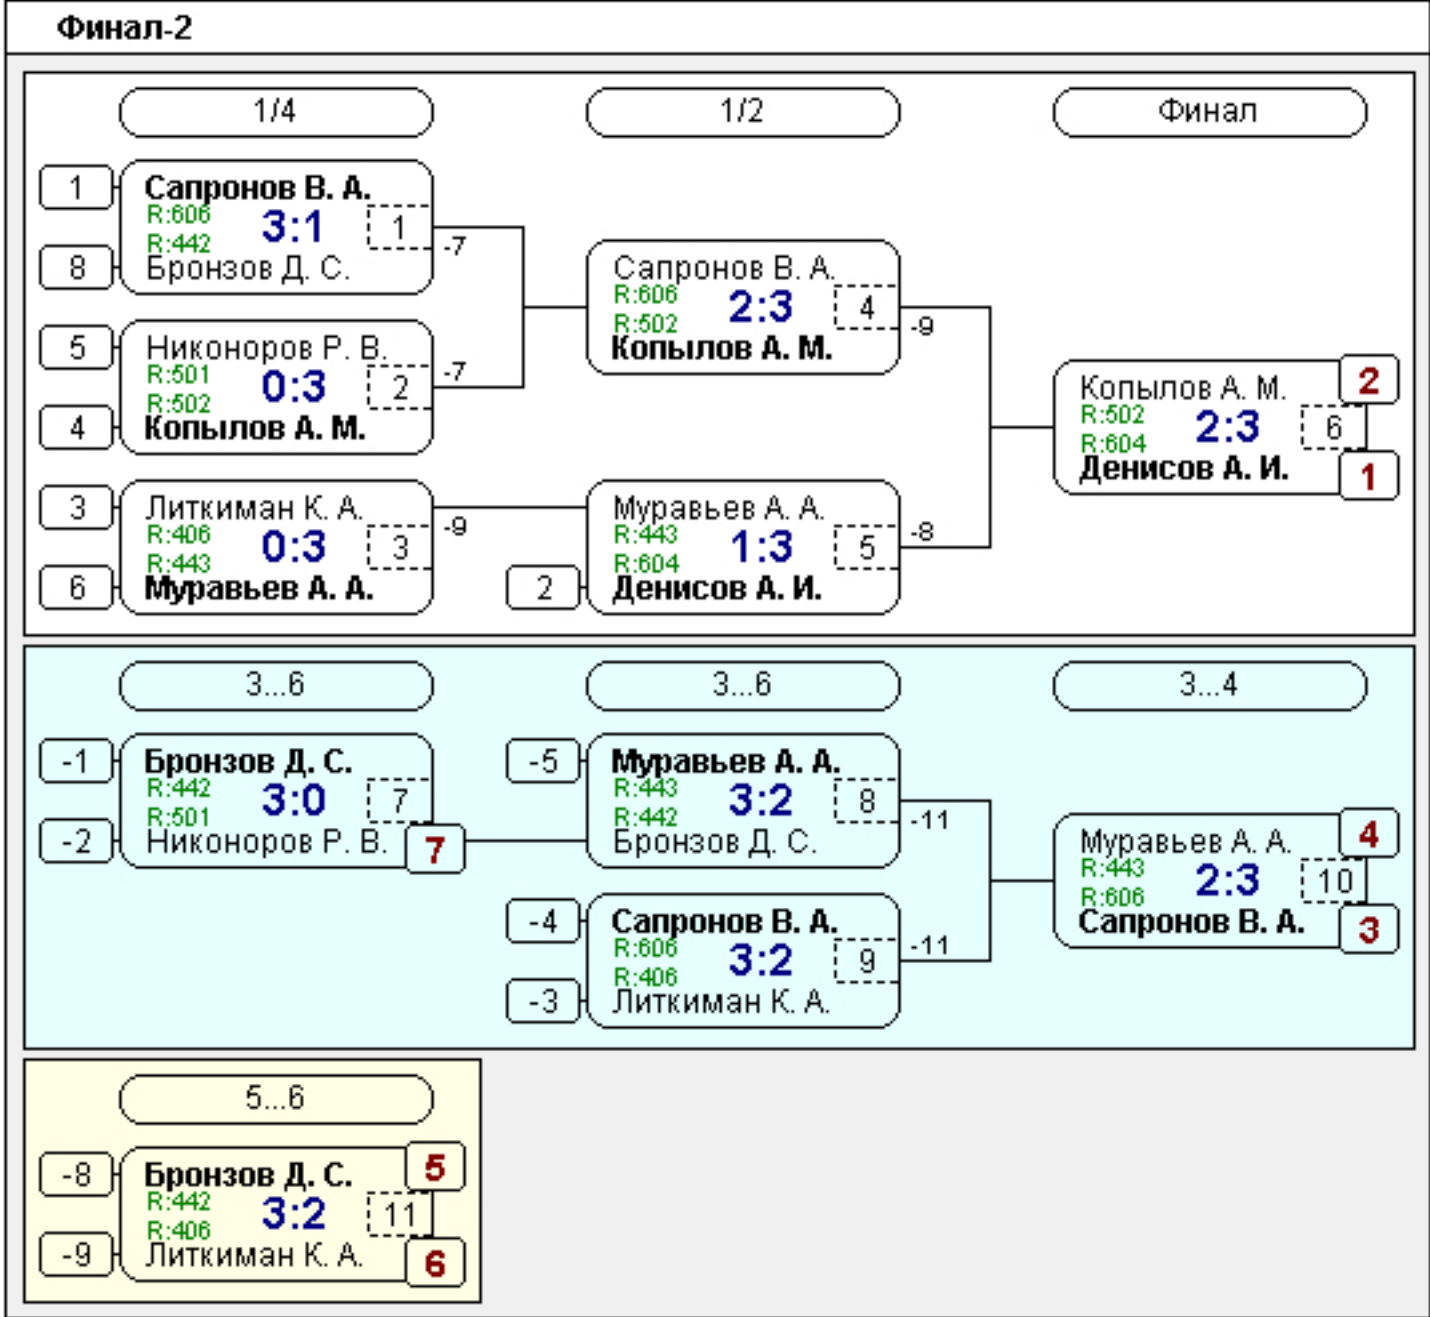 Финал-2
1/4
1/2
Финал
1
Сапронов В. А.
R:606
3:1
1
R:442
8
Бронзов Д. С.
-7
5
Никоноров Р. В.
R:501
0:3
2
R:502
4
Копылов А. М.
-7
3
Литкиман К. А.
R:406
0:3
3
R:443
6
Муравьев А. А.
-9
Сапронов В. А.
R:606
2:3
4
R:502
Копылов А. М.
-9
Муравьев А. А.
R:443
1:3
5
R:604
2
Денисов А. И.
-8
Копылов А. М.
2
R:502
2:3
6
R:604
Денисов А. И.
1
3...6
3...6
3...4
-1
Бронзов Д. С.
R:442
3:0
7
R:501
-2
Никоноров Р. В.
7
-5
Муравьев А. А.
R:443
3:2
8
R:442
Бронзов Д. С.
-11
-4
Сапронов В. А.
R:606
3:2
9
R:406
-3
Литкиман К. А.
-11
Муравьев А. А.
4
R:443
2:3
10
R:606
Сапронов В. А.
3
5...6
-8
Бронзов Д. С.
5
R:442
3:2
11
R:406
-9
Литкиман К. А.
6